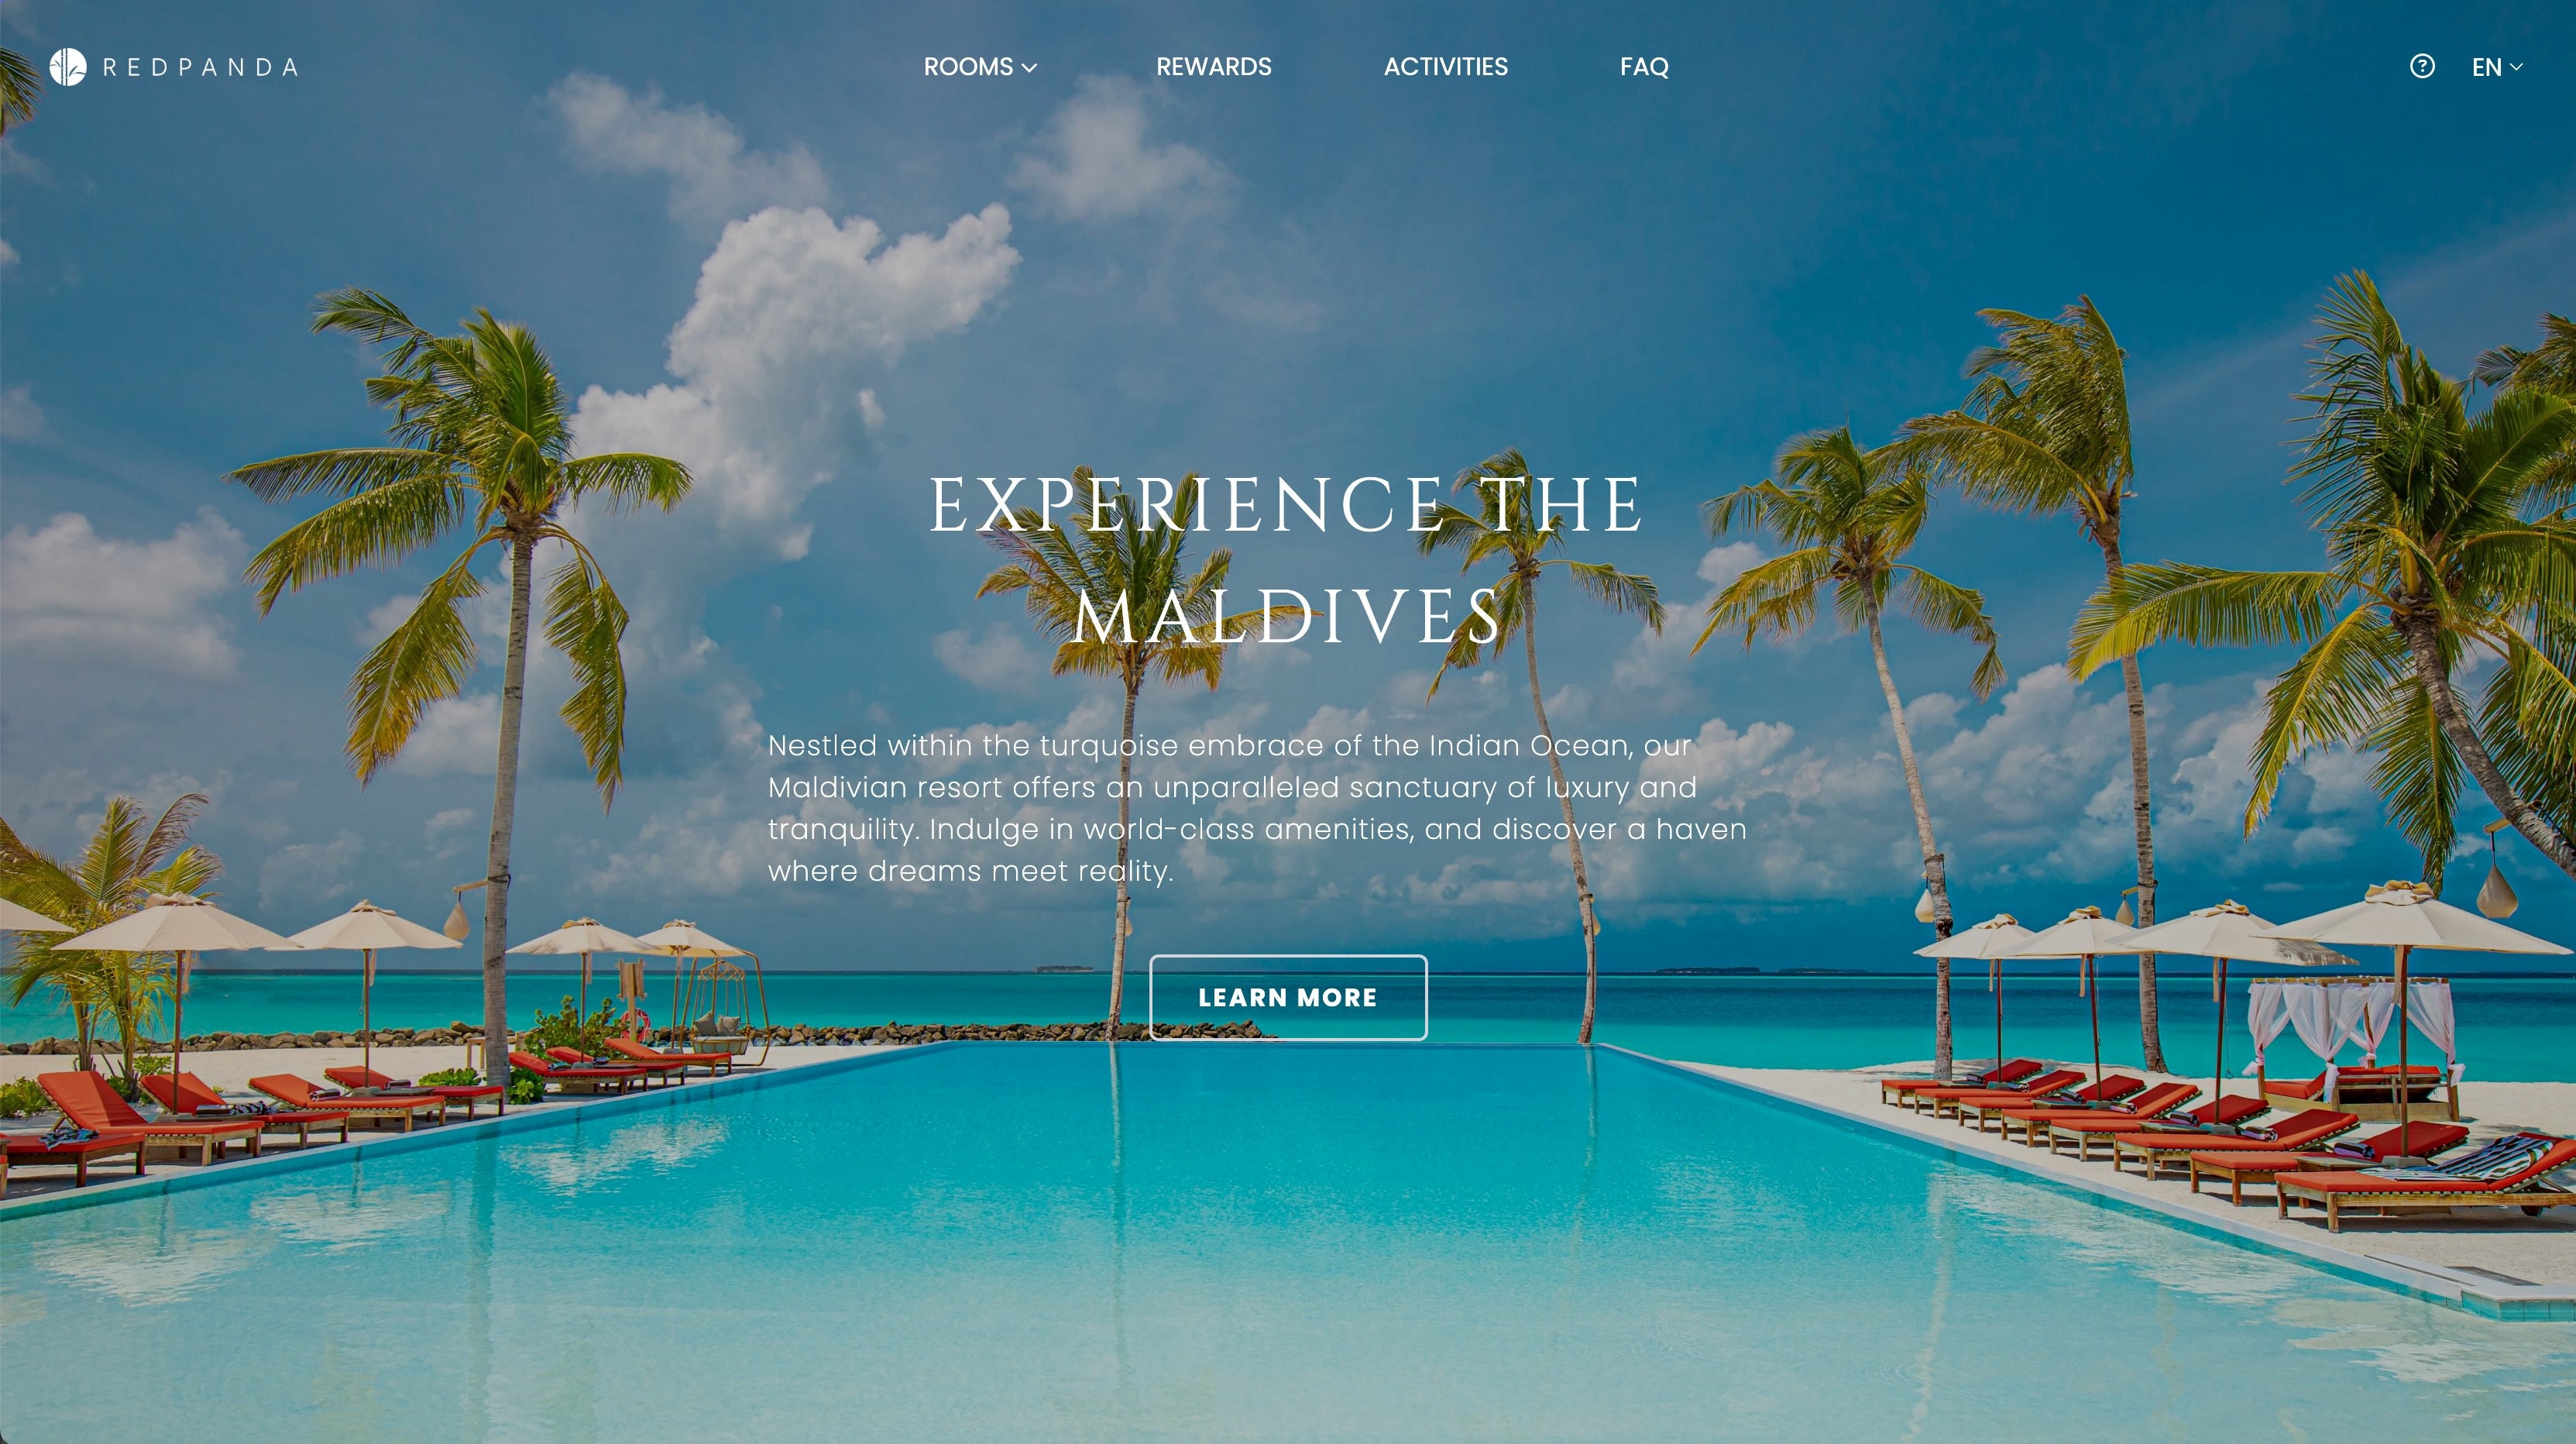 REDPANDA
ROOMS
REWARDS
ACTIVITIES
FAQ
EN
EXPERIENCE THE
MALDIVES
Nestled within the turquoise embrace of the Indian Ocean, our
Maldivian resort offers an unparalleled sanctuary of luxury and
tranquility. Indulge in world-class amenities, and discover a haven
where dreams meet reality.
LEARN MORE